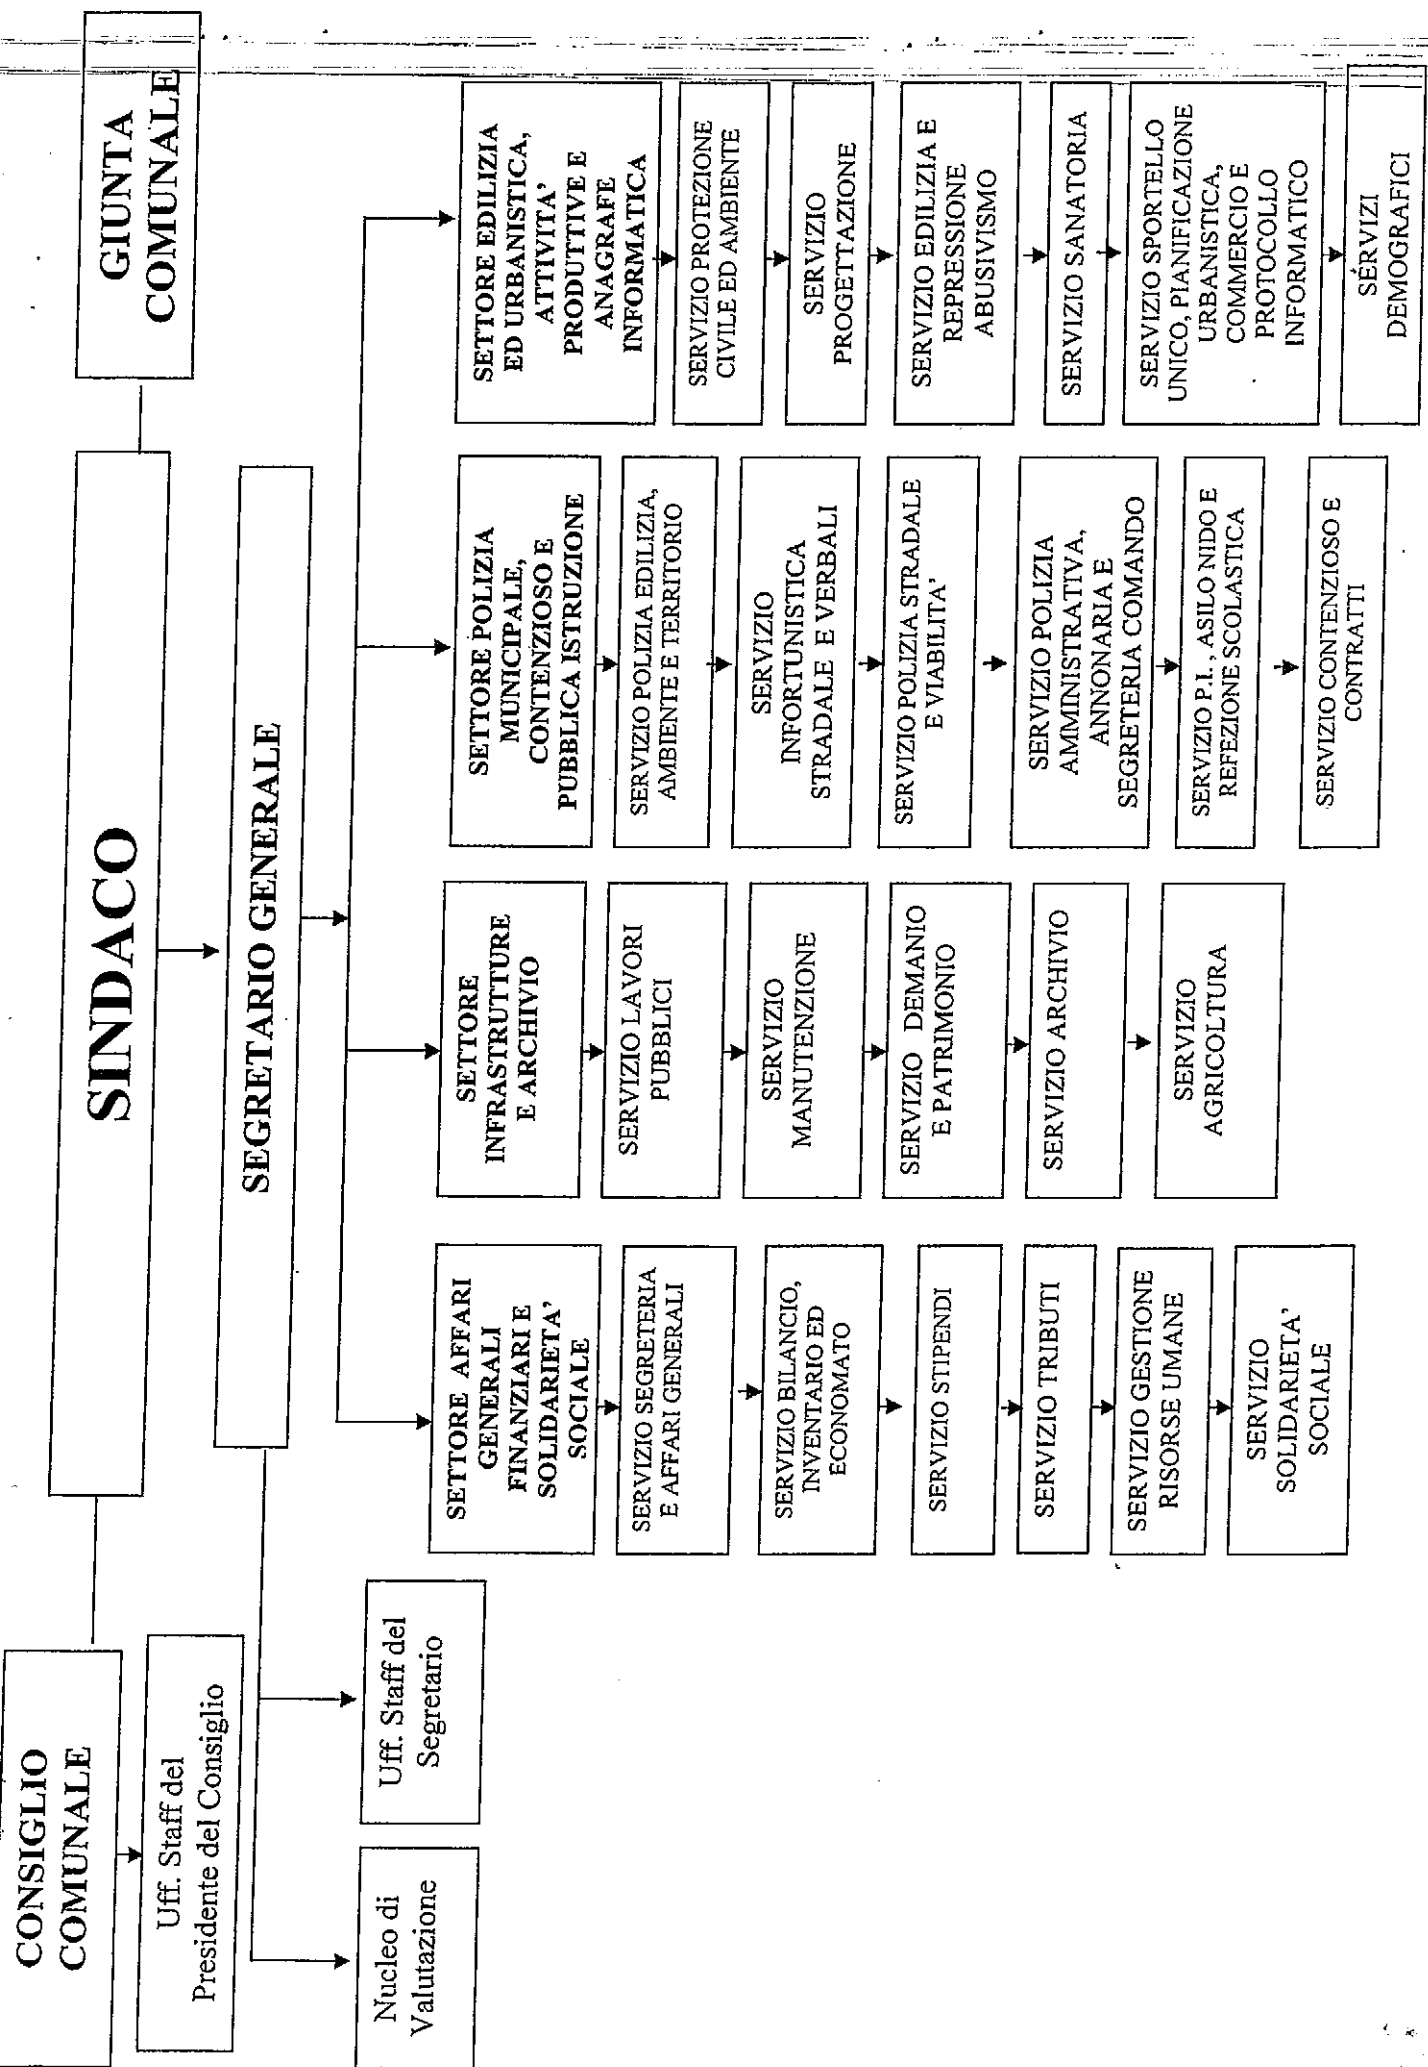 CONSIGLIO
COMUNALE
SINDACO
GIUNTA
COMUNALE
Uff. Staff del
Presidente del Consiglio
SEGRETARIO GENERALE
Nucleo di
Valutazione
Uff. Staff del
Segretario
SETTORE AFFARI
GENERALI
FINANZIARI E
SOLIDARIETA'
SOCIALE
SERVIZIO SEGRETERIA
E AFFARI GENERALI
SERVIZIO BILANCIO,
INVENTARIO ED
ECONOMATO
SERVIZIO STIPENDI
SERVIZIO TRIBUTI
SERVIZIO GESTIONE
RISORSE UMANE
SERVIZIO
SOLIDARIETA'
SOCIALE
SETTORE
INFRASTRUTTURE
E ARCHIVIO
SERVIZIO LAVORI
PUBBLICI
SERVIZIO
MANUTENZIONE
SERVIZIO DEMANIO
E PATRIMONIO
SERVIZIO ARCHIVIO
SERVIZIO
AGRICOLTURA
SETTORE POLIZIA
MUNICIPALE,
CONTENZIOSO E
PUBBLICA ISTRUZIONE
SERVIZIO POLIZIA EDILIZIA,
AMBIENTE E TERRITORIO
SERVIZIO
INFORTUNISTICA
STRADALE E VERBALI
SERVIZIO POLIZIA STRADALE
E VIABILITA'
SERVIZIO POLIZIA
AMMINISTRATIVA,
ANNONARIA E
SEGRETERIA COMANDO
SERVIZIO P.I., ASILO NIDO E
REFEZIONE SCOLASTICA
SERVIZIO CONTENZIOSO E
CONTRATTI
SETTORE EDILIZIA
ED URBANISTICA,
ATTIVITA'
PRODUTTIVE E
ANAGRAFE
INFORMATICA
SERVIZIO PROTEZIONE
CIVILE ED AMBIENTE
SERVIZIO
PROGETTAZIONE
SERVIZIO EDILIZIA E
REPRESSIONE
ABUSIVISMO
SERVIZIO SANATORIA
SERVIZIO SPORTELLO
UNICO, PIANIFICAZIONE
URBANISTICA,
COMMERCIO E
PROTOCOLLO
INFORMATICO
SERVIZI
DEMOGRAFICI